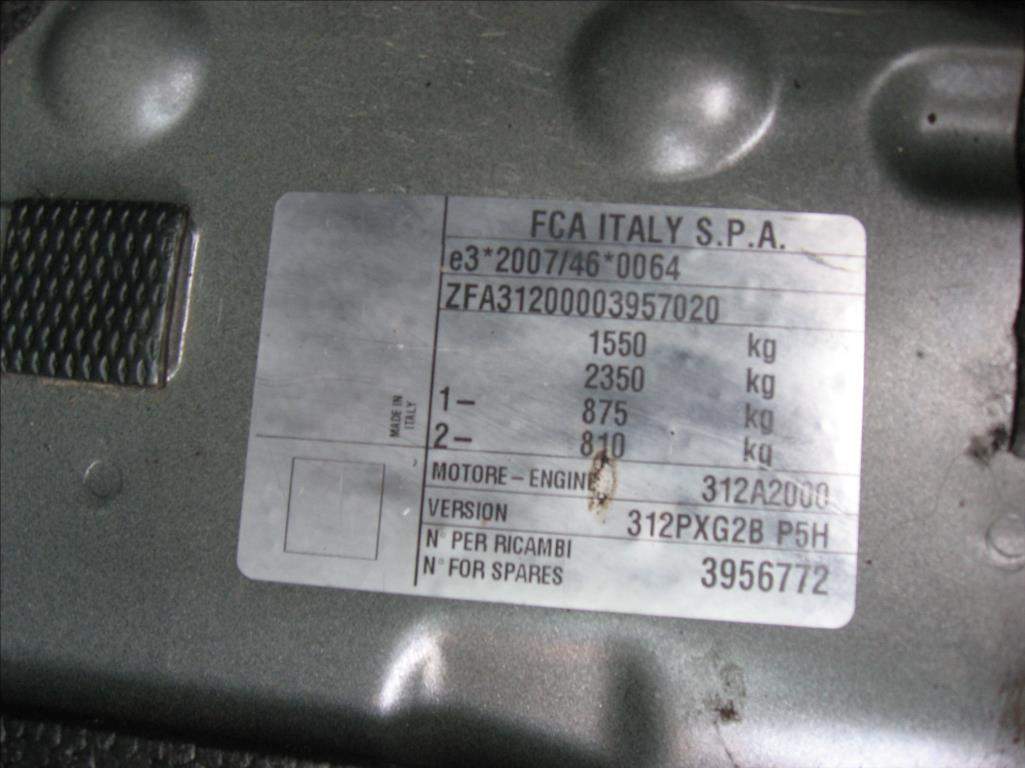 FCA ITALY S.P.A.
e3*2007/46*0064
ZFA31200003957020
1550 kg
2350 kg
1– 875 kg
2– 810 kg
MADE IN
ITALY
MOTORE – ENGINE 312A2000
VERSION 312PXG2B P5H
N° PER RICAMBI
N° FOR SPARES 3956772